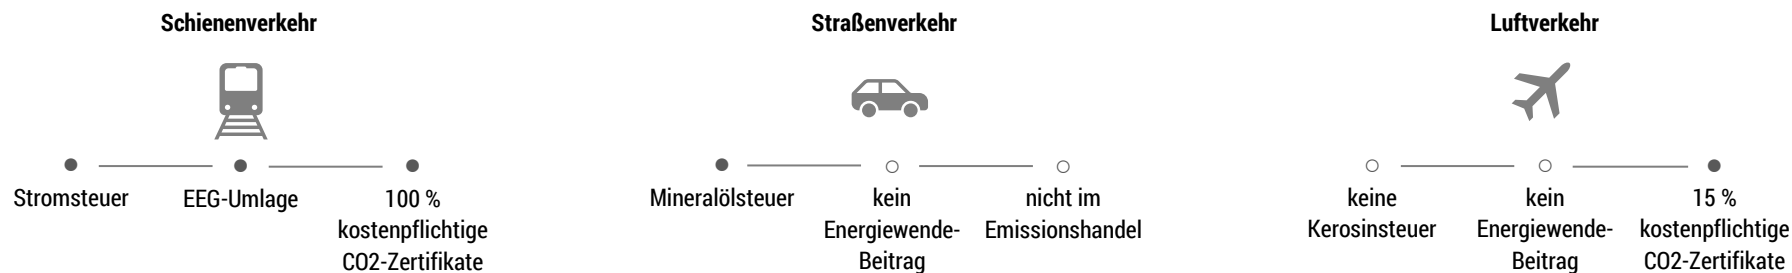 Schienenverkehr
Stromsteuer
EEG-Umlage
100 %
kostenpflichtige
CO2-Zertifikate
Straßenverkehr
Mineralölsteuer
kein
Energiewende-
Beitrag
nicht im
Emissionshandel
Luftverkehr
keine
Kerosinsteuer
kein
Energiewende-
Beitrag
15 %
kostenpflichtige
CO2-Zertifikate